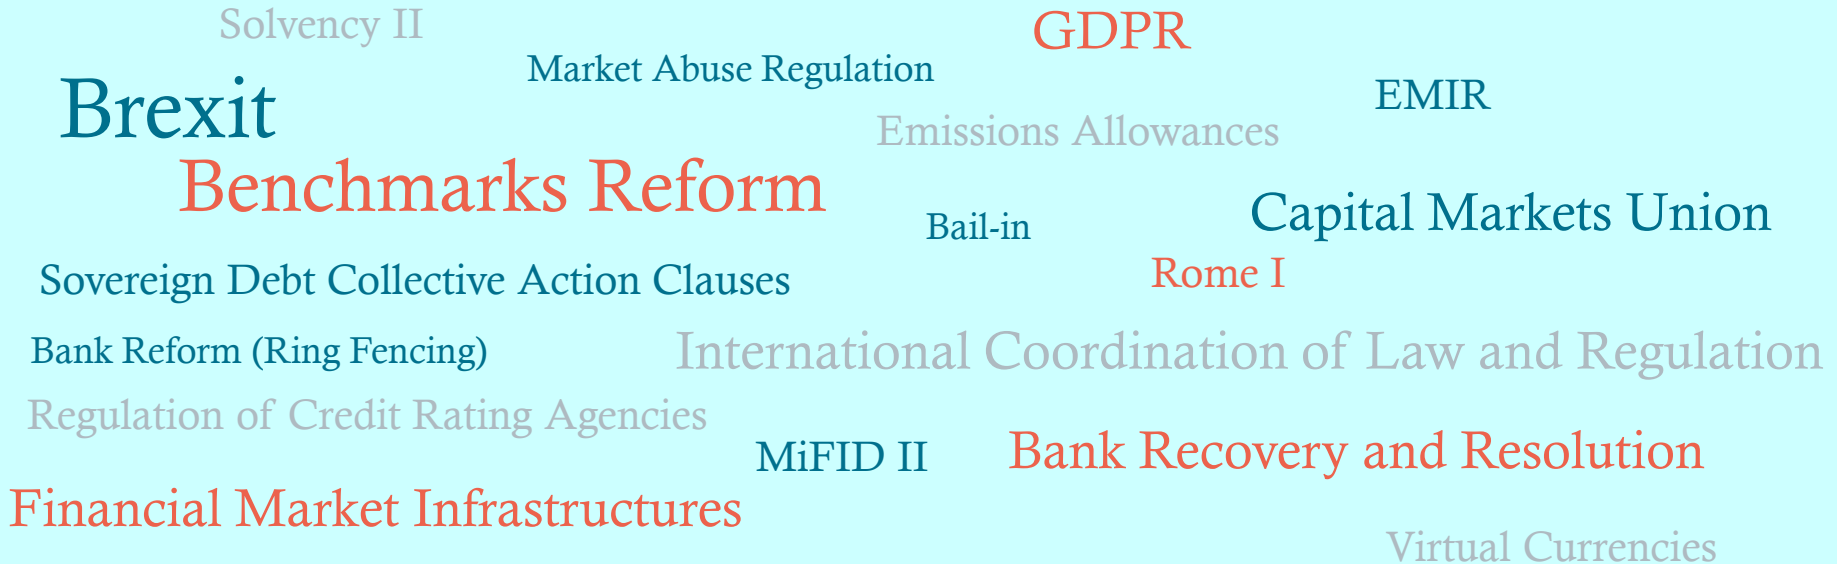 Solvency II
GDPR
Market Abuse Regulation
Brexit
EMIR
Emissions Allowances
Benchmarks Reform
Capital Markets Union
Bail-in
Rome I
Sovereign Debt Collective Action Clauses
Bank Reform (Ring Fencing)
International Coordination of Law and Regulation
Regulation of Credit Rating Agencies
MiFID II
Bank Recovery and Resolution
Financial Market Infrastructures
Virtual Currencies